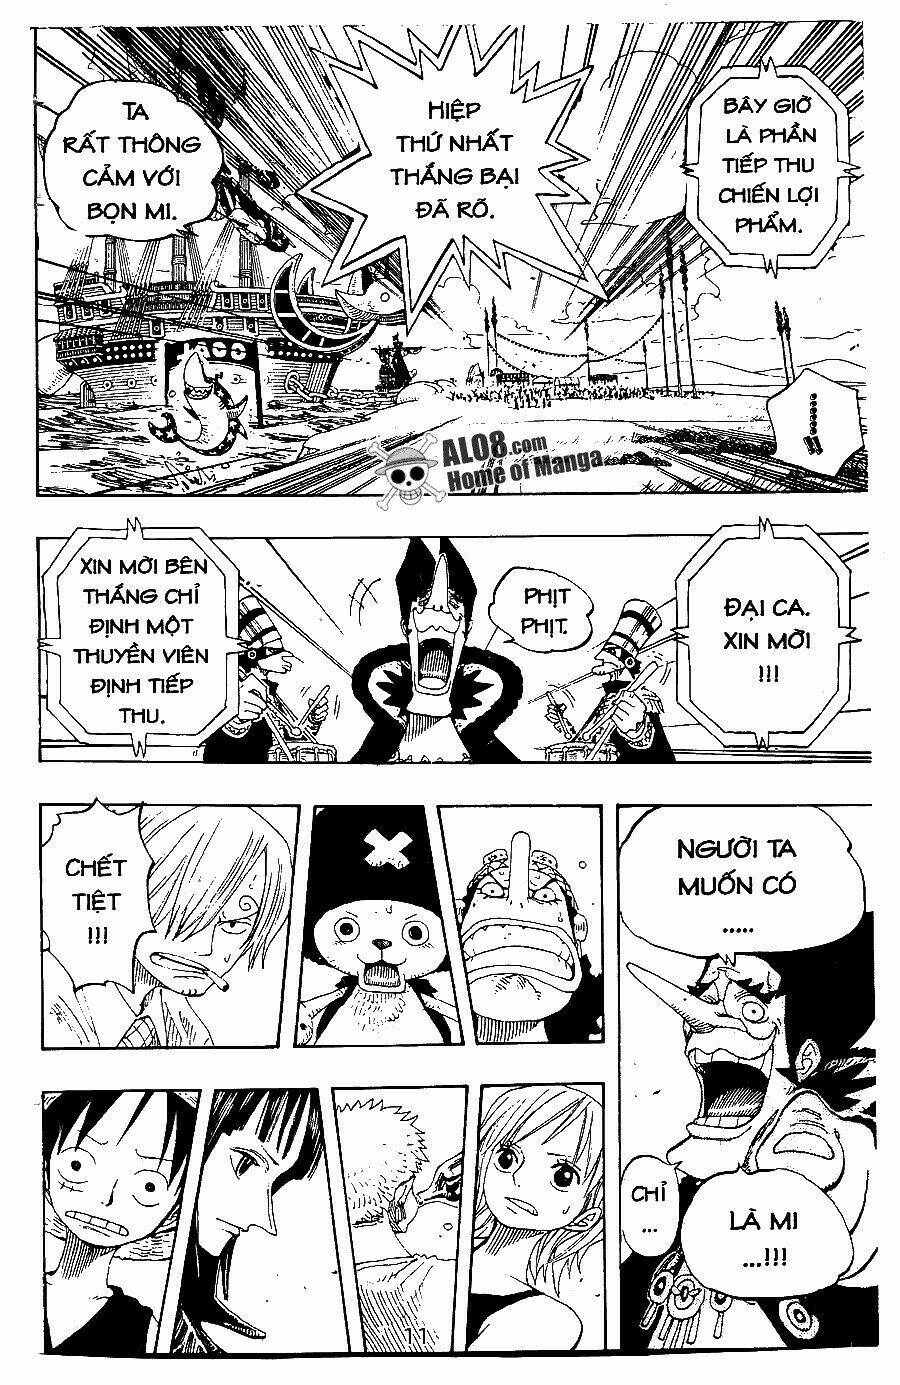 BÂY GIỜ
LÀ PHẦN
TIẾP THU
CHIẾN LỢI
PHẨM.
HIỆP
THỨ NHẤT
THẮNG BẠI
ĐÃ RÕ.
TA
RẤT THÔNG
CẢM VỚI
BỌN MI.
......!!
ALO8.com
Home of Manga
ĐẠI CA.
XIN MỜI
!!!
PHỊT
PHỊT.
XIN MỜI BÊN
THẮNG CHỈ
ĐỊNH MỘT
THUYỀN VIÊN
ĐỊNH TIẾP
THU.
NGƯỜI TA
MUỐN CÓ
.....
CHẾT
TIỆT
!!!
CHỈ
...
LÀ MI
...!!!
11